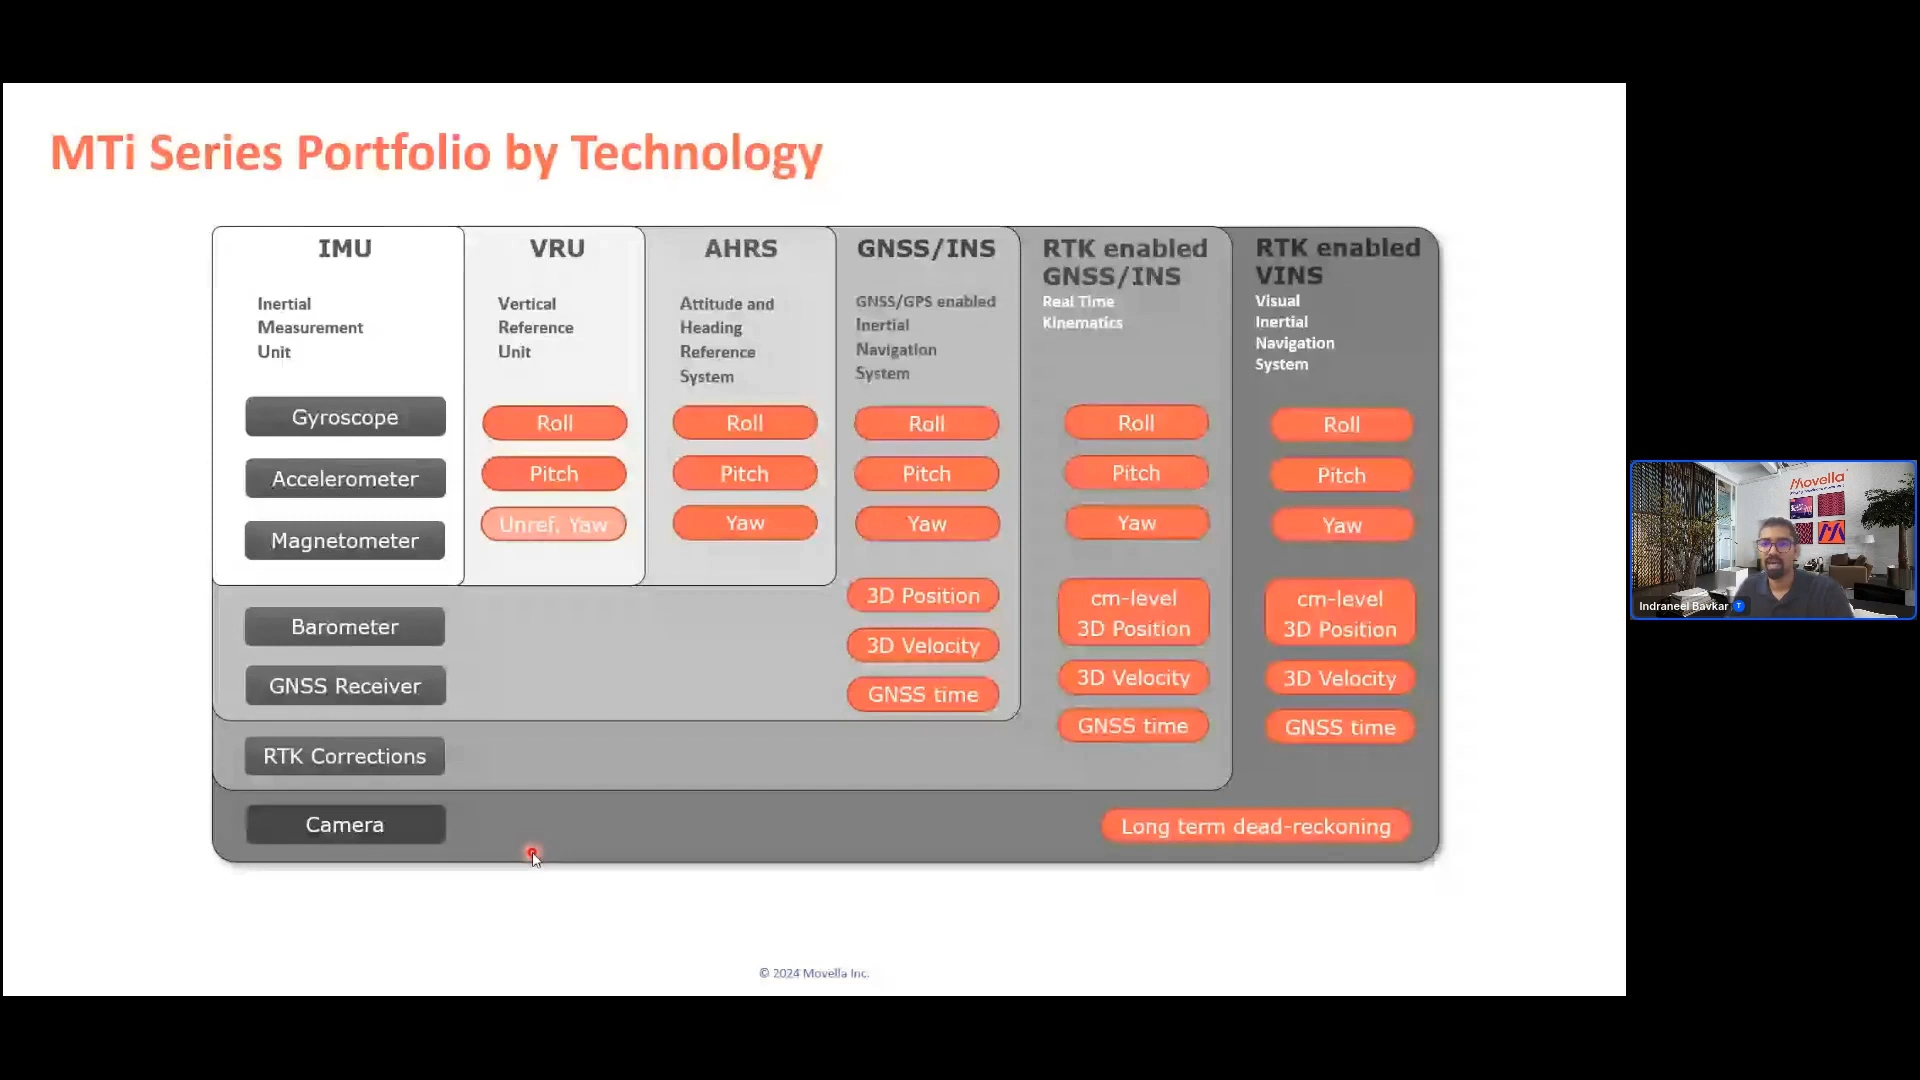 MTi Series Portfolio by Technology
IMU
Inertial
Measurement
Unit
Gyroscope
Accelerometer
Magnetometer
Barometer
GNSS Receiver
RTK Corrections
Camera
VRU
Vertical
Reference
Unit
Roll
Pitch
Unref. Yaw
AHRS
Attitude and
Heading
Reference
System
Roll
Pitch
Yaw
GNSS/INS
GNSS/GPS enabled
Inertial
Navigation
System
Roll
Pitch
Yaw
3D Position
3D Velocity
GNSS time
RTK enabled
GNSS/INS
Real Time
Kinematics
Roll
Pitch
Yaw
cm-level
3D Position
3D Velocity
GNSS time
RTK enabled
VINS
Visual
Inertial
Navigation
System
Roll
Pitch
Yaw
cm-level
3D Position
3D Velocity
GNSS time
Long term dead-reckoning
© 2024 Movella Inc.
Movella
Indraneel Bavkar